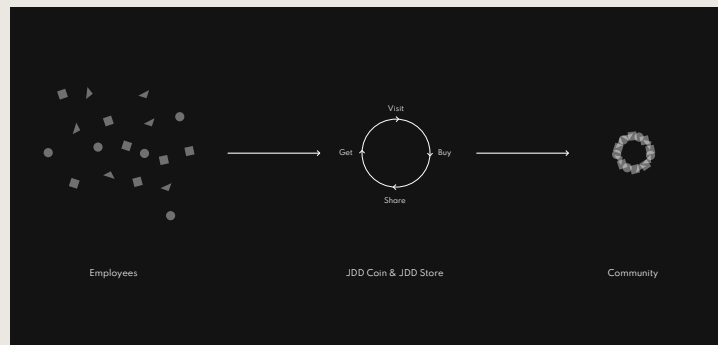 Visit
Get
Buy
Share
Employees
JDD Coin & JDD Store
Community